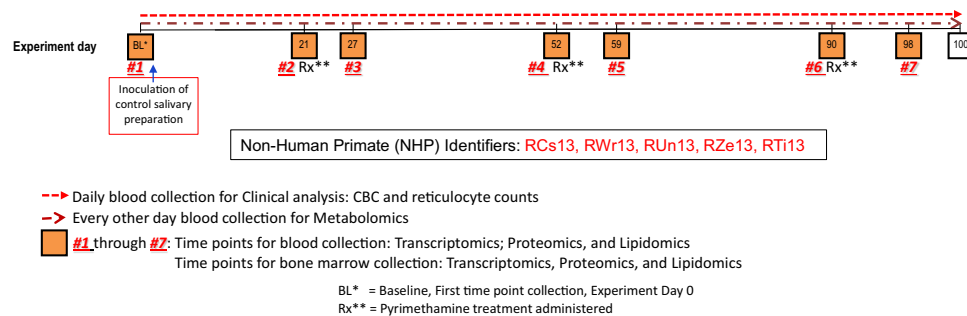 Experiment day
BL* 21 27 52 59 90 98 100
#1 #2 Rx** #3 #4 Rx** #5 #6 Rx** #7
Inoculation of
control salivary
preparation
Non-Human Primate (NHP) Identifiers: RCs13, RWr13, RUn13, RZe13, RTi13
Daily blood collection for Clinical analysis: CBC and reticulocyte counts
Every other day blood collection for Metabolomics
#1 through #7: Time points for blood collection: Transcriptomics; Proteomics, and Lipidomics
Time points for bone marrow collection: Transcriptomics, Proteomics, and Lipidomics
BL* = Baseline, First time point collection, Experiment Day 0
Rx** = Pyrimethamine treatment administered